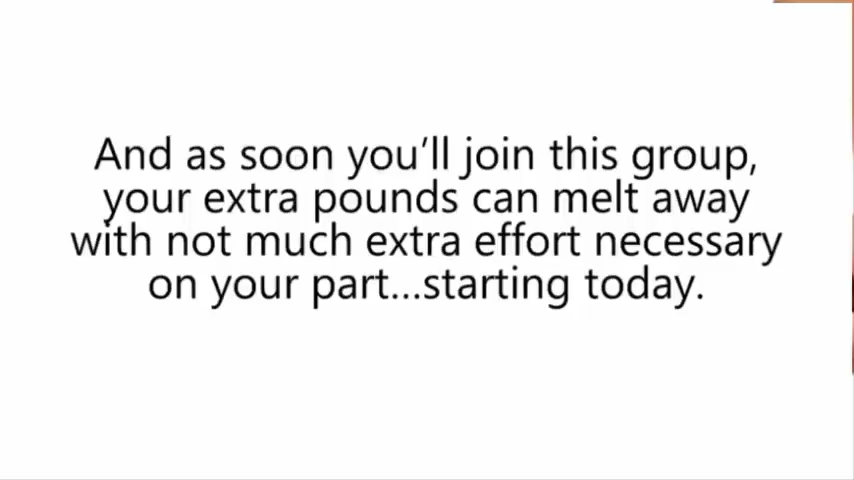 And as soon you’ll join this group,
your extra pounds can melt away
with not much extra effort necessary
on your part...starting today.